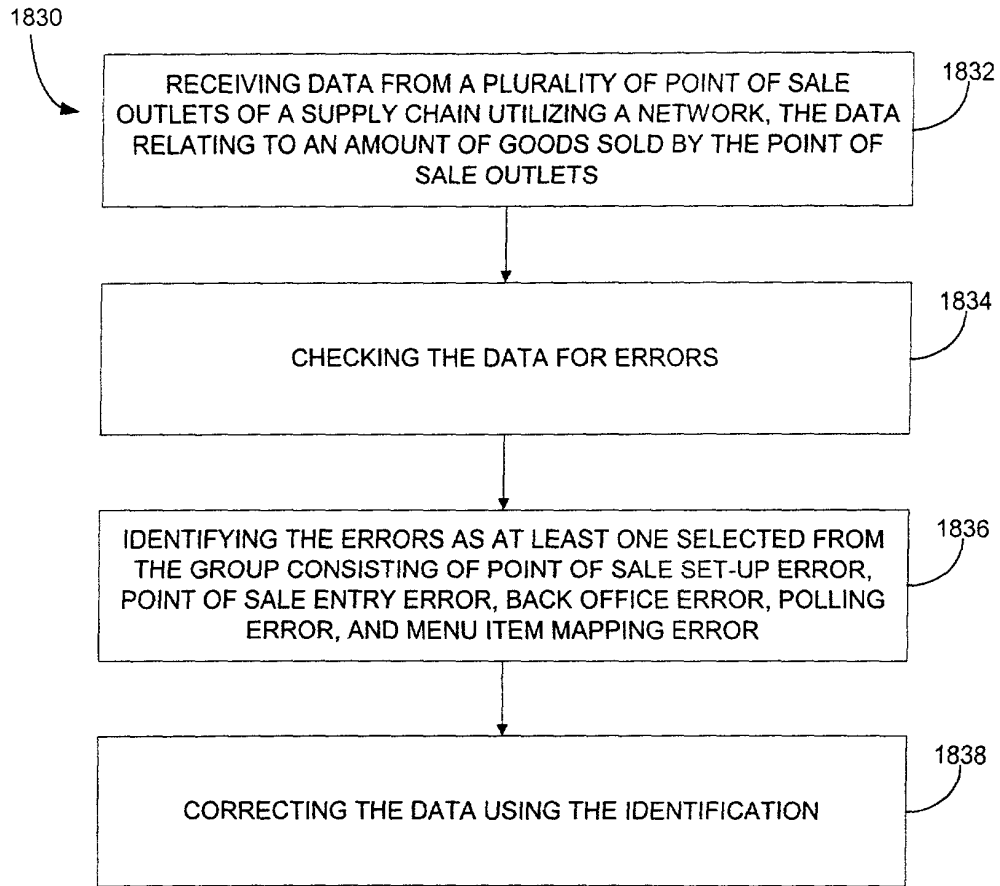 1830
RECEIVING DATA FROM A PLURALITY OF POINT OF SALE
OUTLETS OF A SUPPLY CHAIN UTILIZING A NETWORK, THE DATA
RELATING TO AN AMOUNT OF GOODS SOLD BY THE POINT OF
SALE OUTLETS
1832
CHECKING THE DATA FOR ERRORS
1834
IDENTIFYING THE ERRORS AS AT LEAST ONE SELECTED FROM
THE GROUP CONSISTING OF POINT OF SALE SET-UP ERROR,
POINT OF SALE ENTRY ERROR, BACK OFFICE ERROR, POLLING
ERROR, AND MENU ITEM MAPPING ERROR
1836
CORRECTING THE DATA USING THE IDENTIFICATION
1838